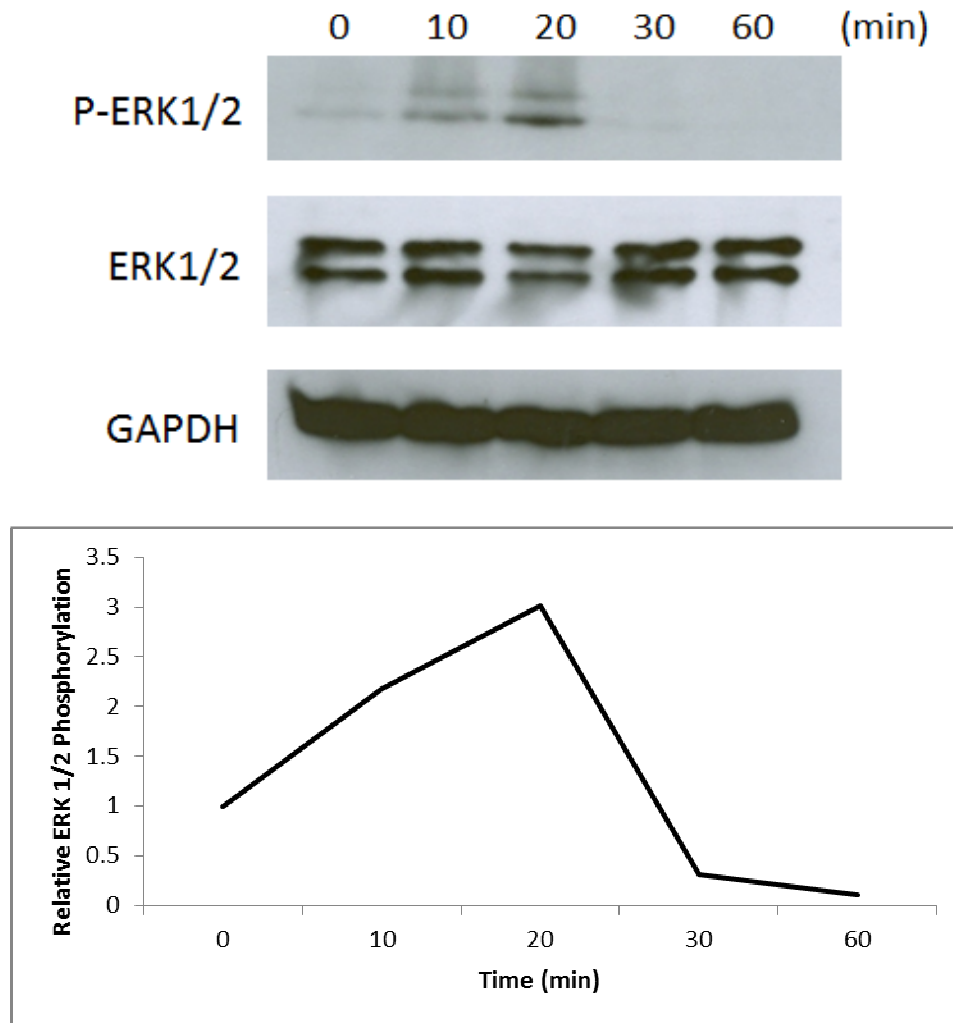 0 10 20 30 60 (min)
P-ERK1/2
ERK1/2
GAPDH
3.5
3
2.5
2
1.5
1
0.5
0
Relative ERK 1/2 Phosphorylation
0 10 20 30 60
Time (min)